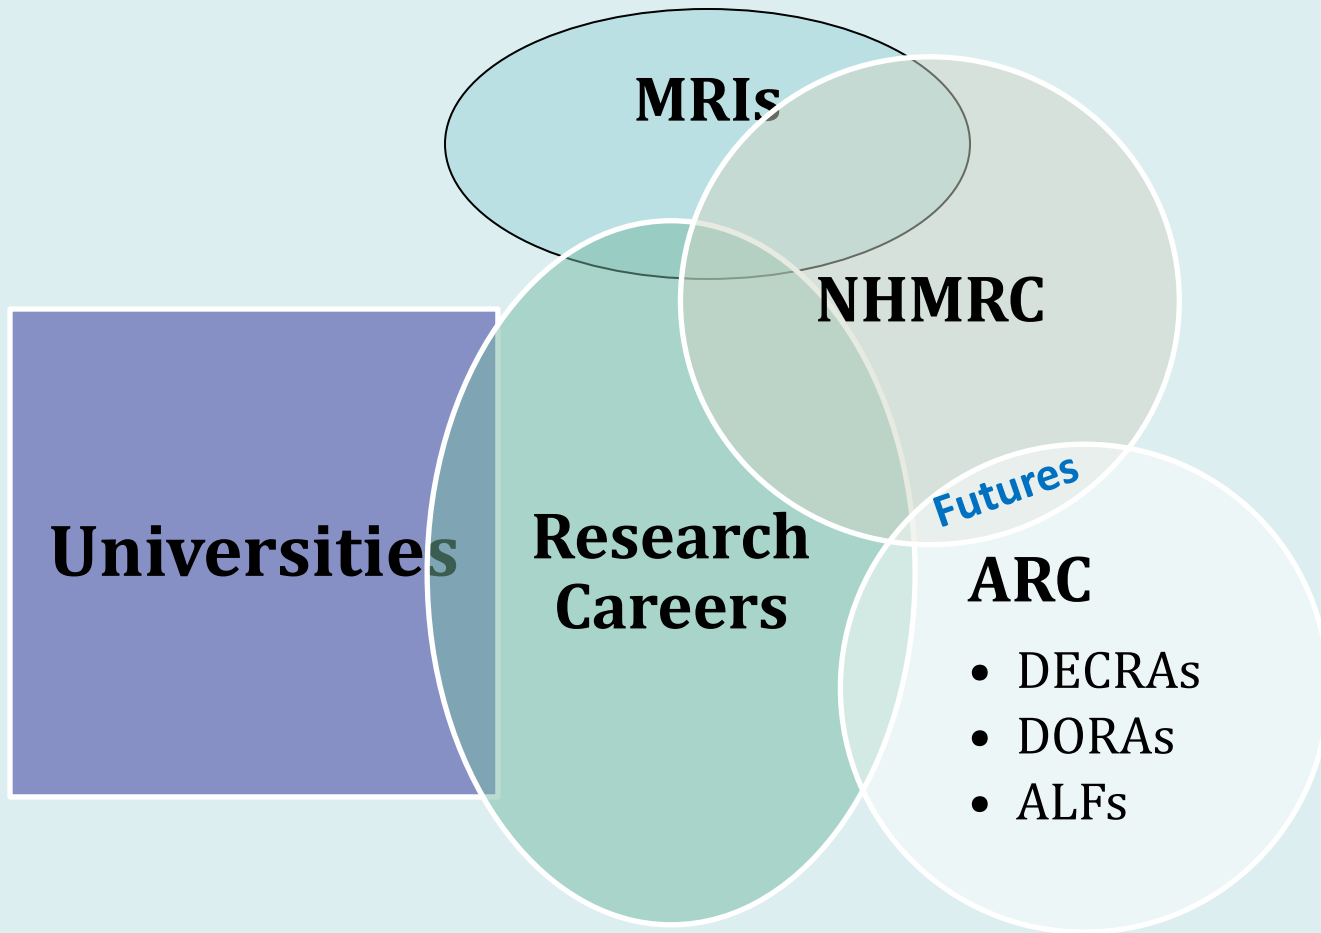 MRIs
NHMRC
Universities
Research
Careers
Futures
ARC
• DECRAs
• DORAs
• ALFs